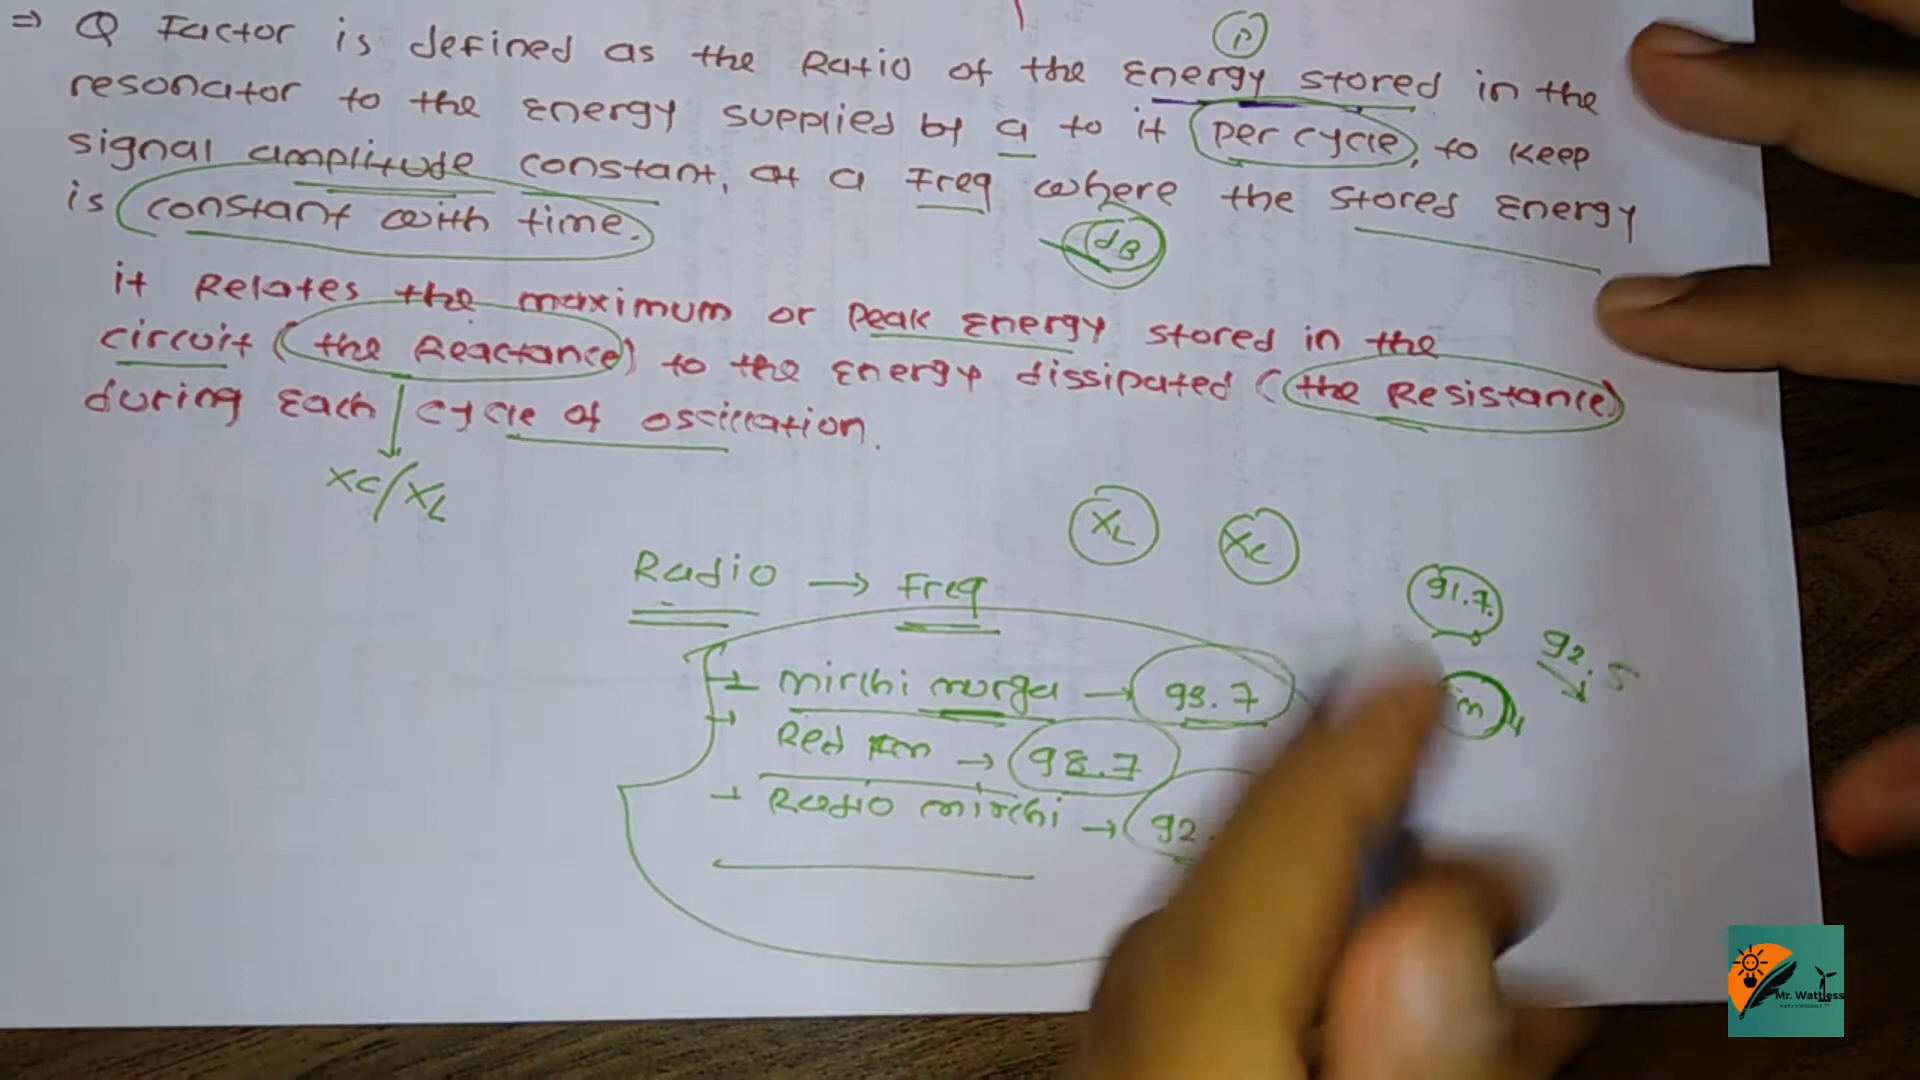 ⇒ Q Factor is defined as the Ratio of the Energy stored in the
resonator to the Energy supplied by a to it per cycle, to keep
signal amplitude constant, at a Freq where the stored Energy
is constant with time.
dB
it Relates the maximum or Peak Energy stored in the
circuit (the Reactance) to the Energy dissipated (the Resistance)
during Each cycle of oscillation.
XC/XL
XL
XC
Radio → Freq
91.7
92.5
mirchi murga → 93.7
Red → 98.7
Radio mirchi → 92.
Mr. Wattless